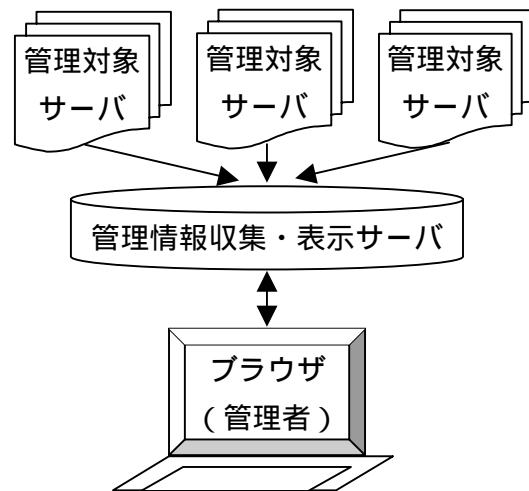 管理対象
サーバ
管理対象
サーバ
管理対象
サーバ
管理情報収集・表示サーバ
ブラウザ
(管理者)